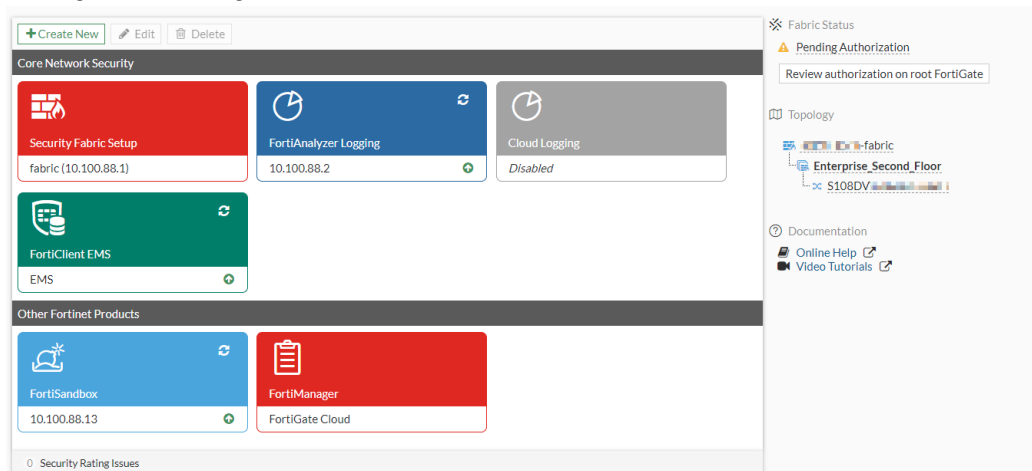 Create New Edit Delete
Core Network Security
Security Fabric Setup
fabric (10.100.88.1)
FortiAnalyzer Logging
10.100.88.2
Cloud Logging
Disabled
FortiClient EMS
EMS
Other Fortinet Products
FortiSandbox
10.100.88.13
FortiManager
FortiGate Cloud
0 Security Rating Issues
Fabric Status
Pending Authorization
Review authorization on root FortiGate
Topology
-fabric
Enterprise_Second_Floor
S108DV
Documentation
Online Help
Video Tutorials